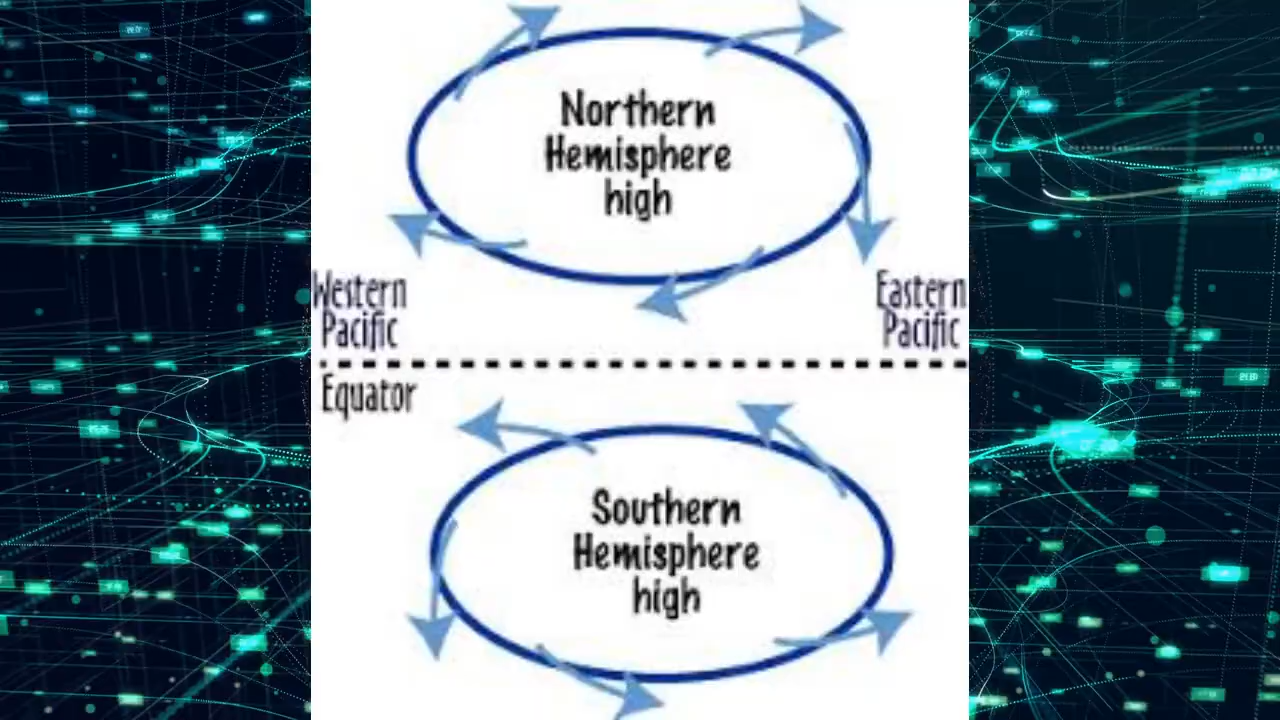 Northern
Hemisphere
high
Western
Pacific
Eastern
Pacific
Equator
Southern
Hemisphere
high